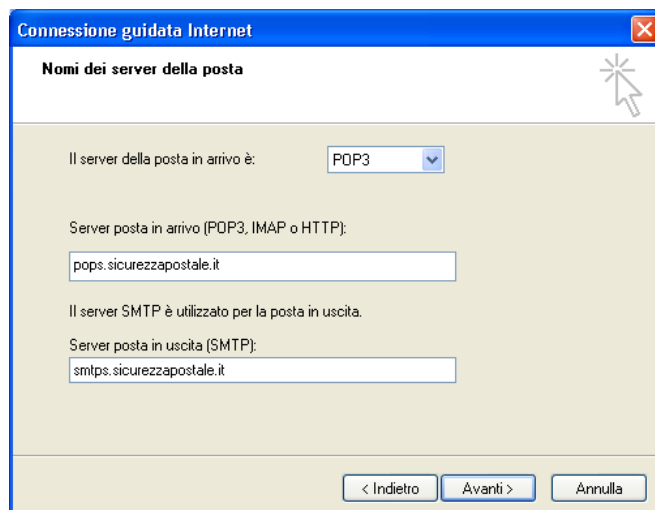 Connessione guidata Internet
Nomi dei server della posta
Il server della posta in arrivo è: POP3
Server posta in arrivo (POP3, IMAP o HTTP):
pops.sicurezzapostale.it
Il server SMTP è utilizzato per la posta in uscita.
Server posta in uscita (SMTP):
smtps.sicurezzapostale.it
< Indietro Avanti > Annulla